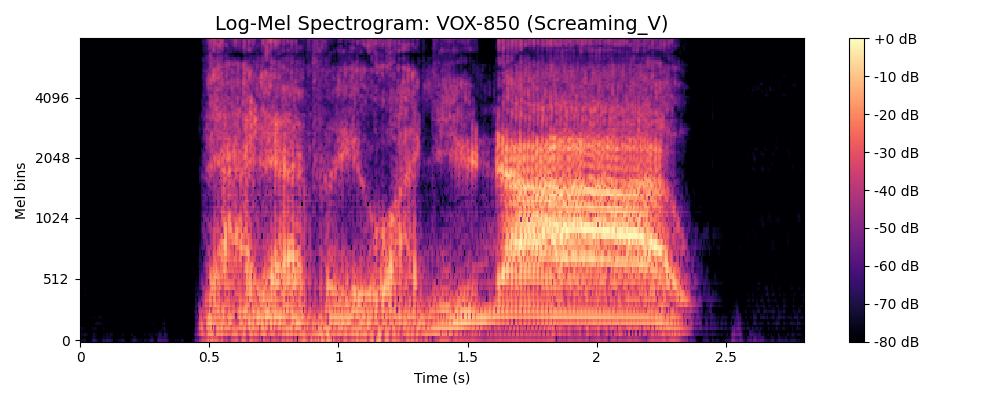 Log-Mel Spectrogram: VOX-850 (Screaming_V)
Mel bins
4096
2048
1024
512
0
0
0.5
1
1.5
2
2.5
Time (s)
+0 dB
-10 dB
-20 dB
-30 dB
-40 dB
-50 dB
-60 dB
-70 dB
-80 dB